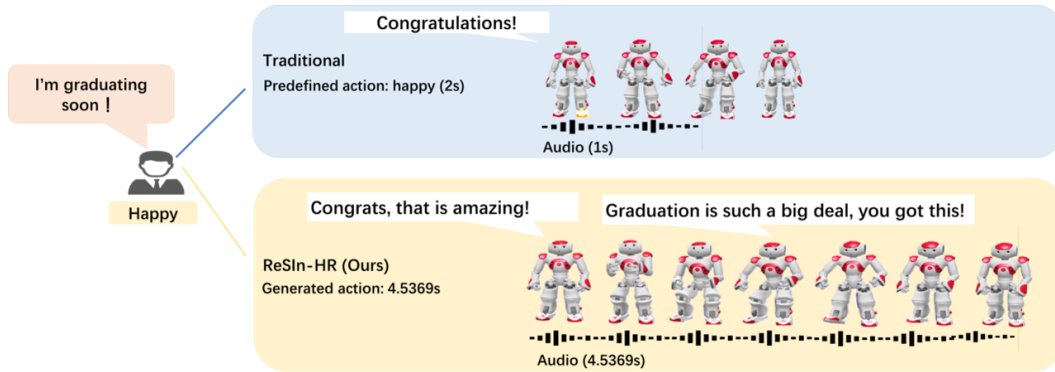 I'm graduating
soon！
Happy
Congratulations!
Traditional
Predefined action: happy (2s)
Audio (1s)
Congrats, that is amazing!
Graduation is such a big deal, you got this!
ReSIn-HR (Ours)
Generated action: 4.5369s
Audio (4.5369s)